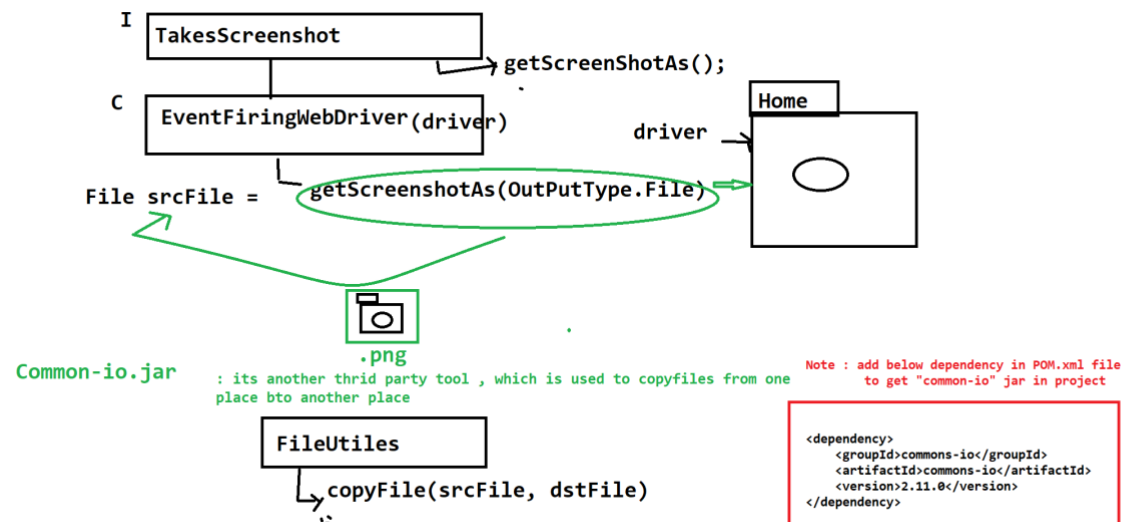 I
TakesScreenshot
getScreenShotAs();
C
EventFiringWebDriver(driver)
Home
driver
File srcFile = getScreenshotAs(OutPutType.File)
.png
Common-io.jar
: its another thrid party tool , which is used to copyfiles from one
place bto another place
Note : add below dependency in POM.xml file
to get "common-io" jar in project
FileUtiles
copyFile(srcFile, dstFile)
<dependency>
<groupId>commons-io</groupId>
<artifactId>commons-io</artifactId>
<version>2.11.0</version>
</dependency>